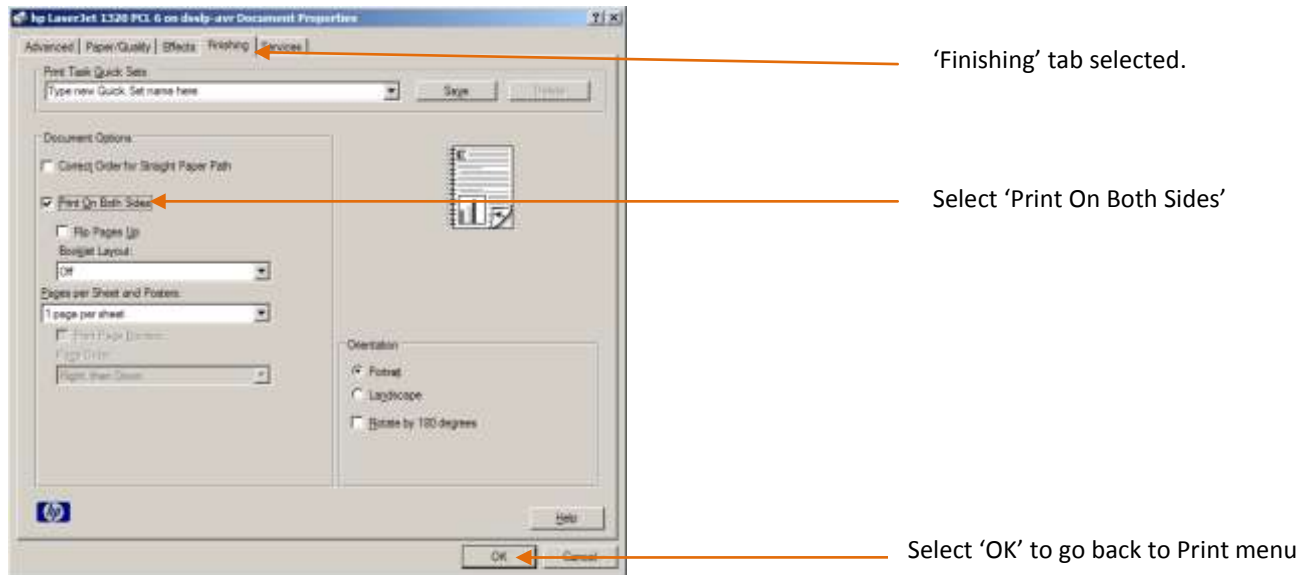 hp LaserJet 1320 PCL 6 on dsslp-avr Document Properties
Advanced Paper/Quality Effects Finishing Services
'Finishing' tab selected.
Print Task Quick Sets
Type new Quick Set name here Save Delete
Document Options
Correct Order for Straight Paper Path
Print On Both Sides
Select 'Print On Both Sides'
Flip Pages Up
Booklet Layout:
Off
Pages per Sheet and Posters:
1 page per sheet
Print Page Borders
Page Order:
Right, then Down
Orientation
Portrait
Landscape
Rotate by 180 degrees
hp
Help
OK Cancel
Select 'OK' to go back to Print menu